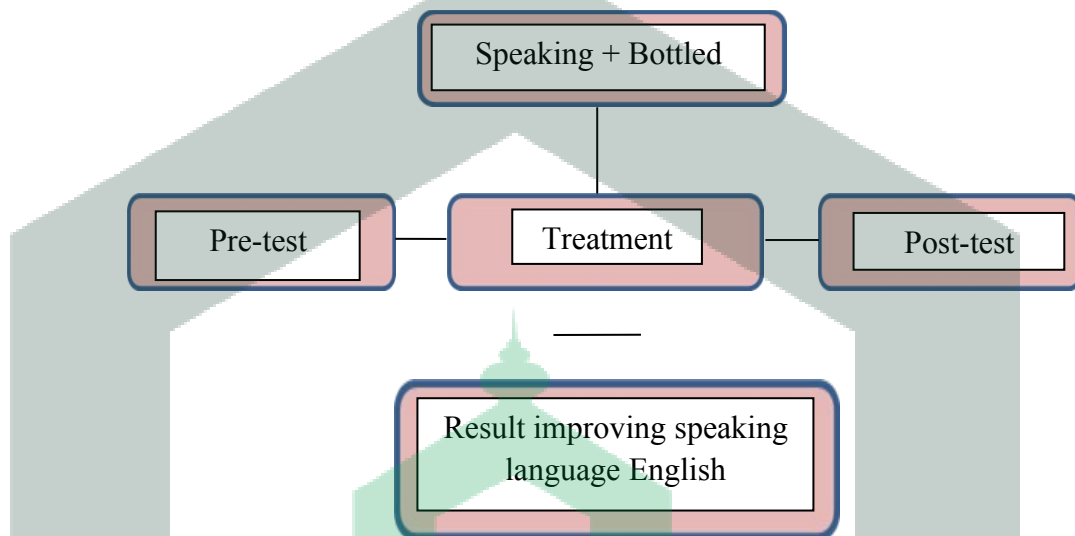 Speaking + Bottled
Pre-test
Treatment
Post-test
Result improving speaking
language English